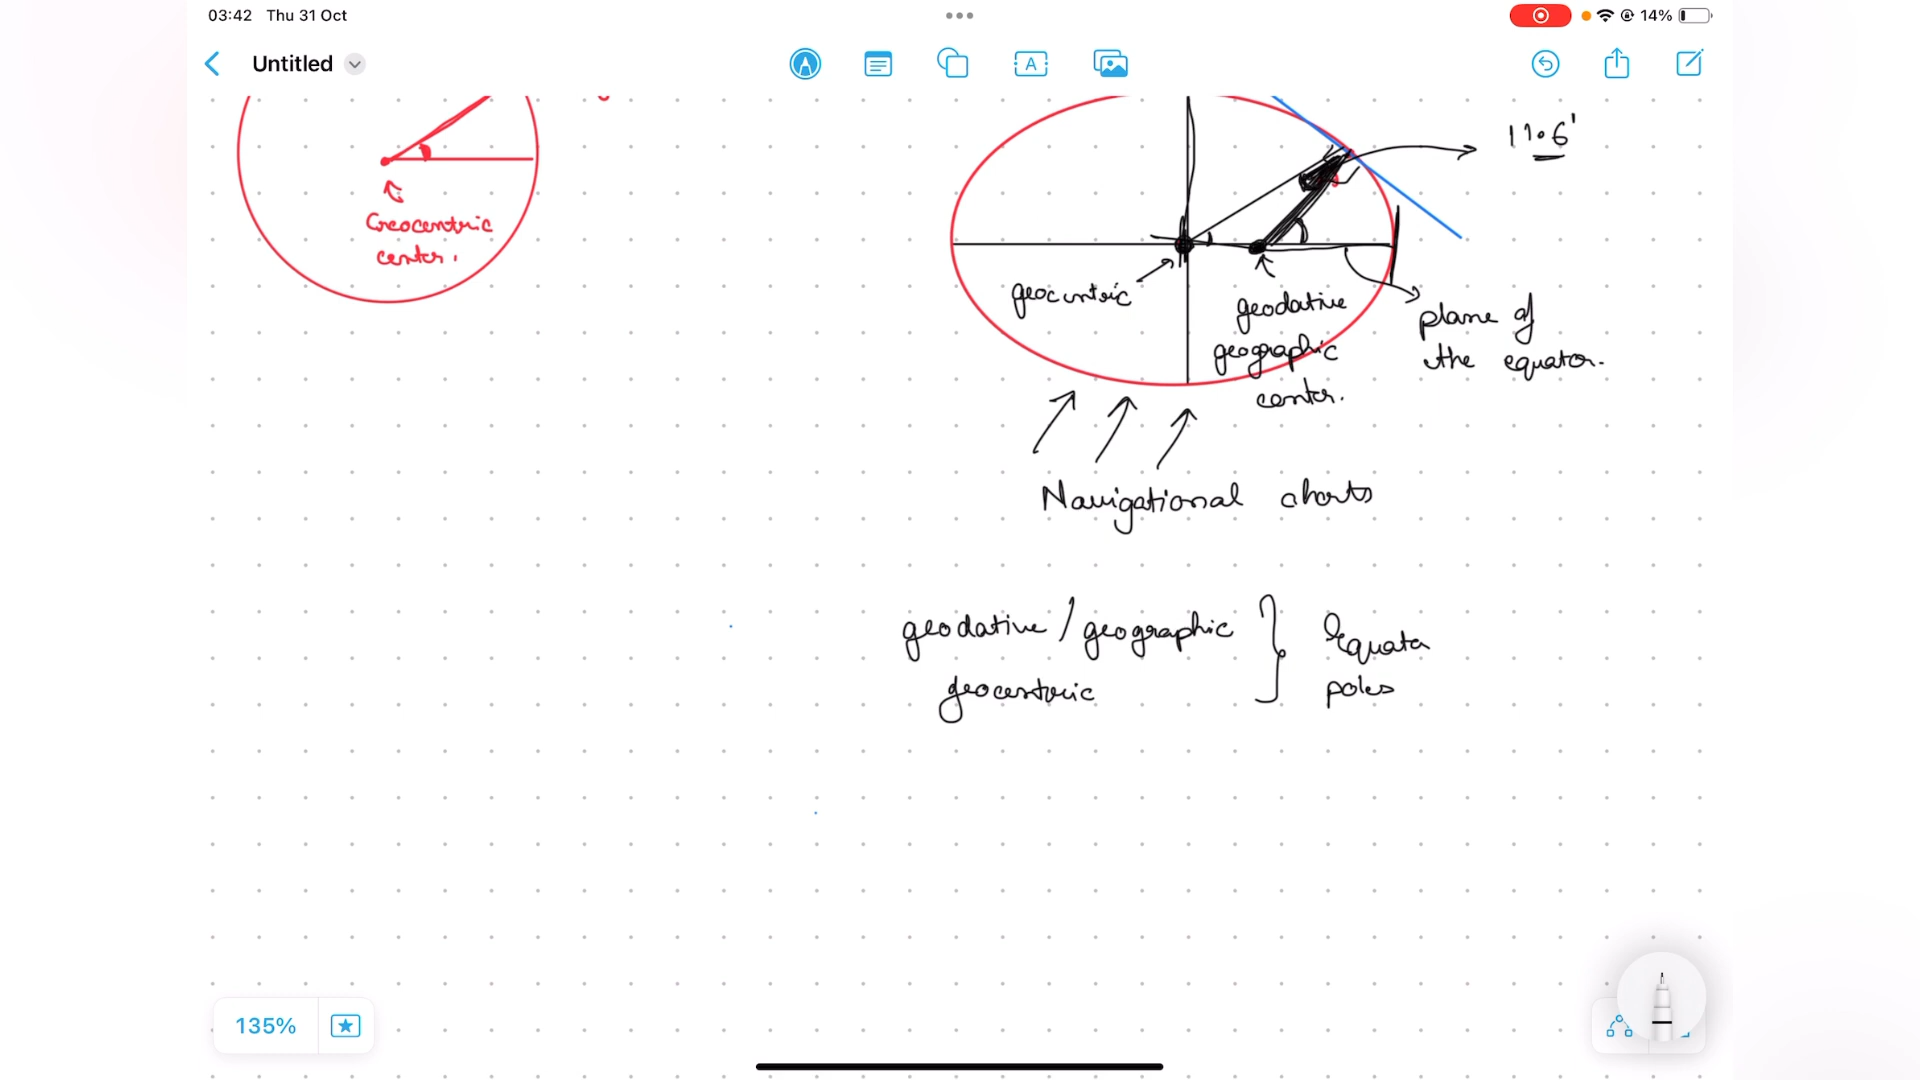 03:42 Thu 31 Oct
14%
Untitled
A
11.6'
Geocentric
center.
geocentric
geodative
geographic
center.
plane of
the equator.
Navigational charts
geodative / geographic
geocentric
Equator
poles
135%